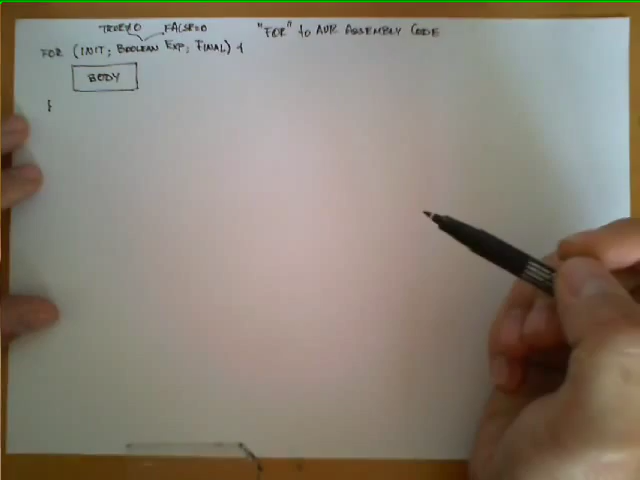 TRUE≠0 FALSE=0 "FOR" to AVR ASSEMBLY CODE
FOR (INIT; BOOLEAN EXP; FINAL) {
BODY
}